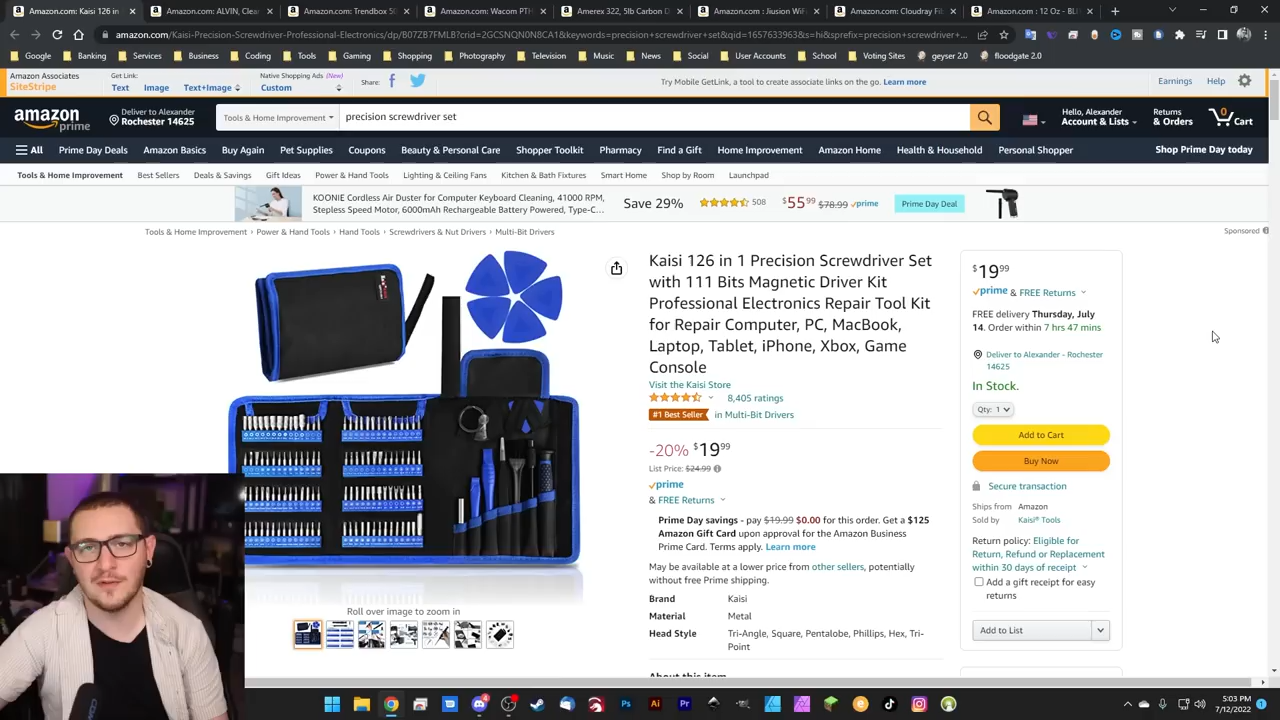 Amazon.com: Trendbox 5
Amazon.com: ALVIN, Clea
Amazon.com: Trendbox 5
Amazon.com: Wacom PTH
Amerex 322, 5lb Carbon D
Amazon.com : Jiusion WiF
Amazon.com: Cloudray Fi
Amazon.com: 12 Oz - BL
amazon.com/Kaisi-Precision-Screwdriver-Professional-Electronics/dp/B07ZB7FMLB?crid=2GCSNQN0N8CA1&keywords=precision+screwdriver+set&qid=1657633963&s=hi&sprefix=precision+screwdriver+...
Google Banking Services Coding Tools Gaming Shopping Television Music News Social User Accounts School Voting Sites geyser 2.0 floodgate 2.0
Amazon Associates
SiteStripe
Get Link:
Text Image Text+Image
Native Shopping Ads (New)
Custom
Share:
Try Mobile GetLink, a tool to create associate links on the go. Learn more
Earnings Help
amazon
prime
Deliver to Alexander
Rochester 14625
Tools & Home Improvement
precision screwdriver set
Hello, Alexander
Account & Lists
Returns
& Orders
0
Cart
All Prime Day Deals Amazon Basics Buy Again Pet Supplies Coupons Beauty & Personal Care Shopper Toolkit Pharmacy Find a Gift Home Improvement Amazon Home Health & Household Personal Shopper Shop Prime Day today
Tools & Home Improvement Best Sellers Deals & Savings Gift Ideas Power & Hand Tools Lighting & Ceiling Fans Kitchen & Bath Fixtures Smart Home Shop by Room Launchpad
KOONIE Cordless Air Duster for Computer Keyboard Cleaning, 41000 RPM,
Stepless Speed Motor, 6000mAh Rechargeable Battery Powered, Type-C...
Save 29%
508
$55 99 $78.99 prime
Prime Day Deal
Tools & Home Improvement › Power & Hand Tools › Hand Tools › Screwdrivers & Nut Drivers › Multi-Bit Drivers
Sponsored
Kaisi 126 in 1 Precision Screwdriver Set
with 111 Bits Magnetic Driver Kit
Professional Electronics Repair Tool Kit
for Repair Computer, PC, MacBook,
Laptop, Tablet, iPhone, Xbox, Game
Console
Visit the Kaisi Store
8,405 ratings
#1 Best Seller in Multi-Bit Drivers
-20% $19 99
List Price: $24.99
prime
& FREE Returns
Prime Day savings - pay $19.99 $0.00 for this order. Get a $125
Amazon Gift Card upon approval for the Amazon Business
Prime Card. Terms apply. Learn more
May be available at a lower price from other sellers, potentially
without free Prime shipping.
Brand Kaisi
Material Metal
Head Style Tri-Angle, Square, Pentalobe, Phillips, Hex, Tri-
Point
About this item
Roll over image to zoom in
$19 99
prime & FREE Returns
FREE delivery Thursday, July
14. Order within 7 hrs 47 mins
Deliver to Alexander - Rochester
14625
In Stock.
Qty: 1
Add to Cart
Buy Now
Secure transaction
Ships from Amazon
Sold by Kaisi® Tools
Return policy: Eligible for
Return, Refund or Replacement
within 30 days of receipt
Add a gift receipt for easy
returns
Add to List
5:03 PM
7/12/2022